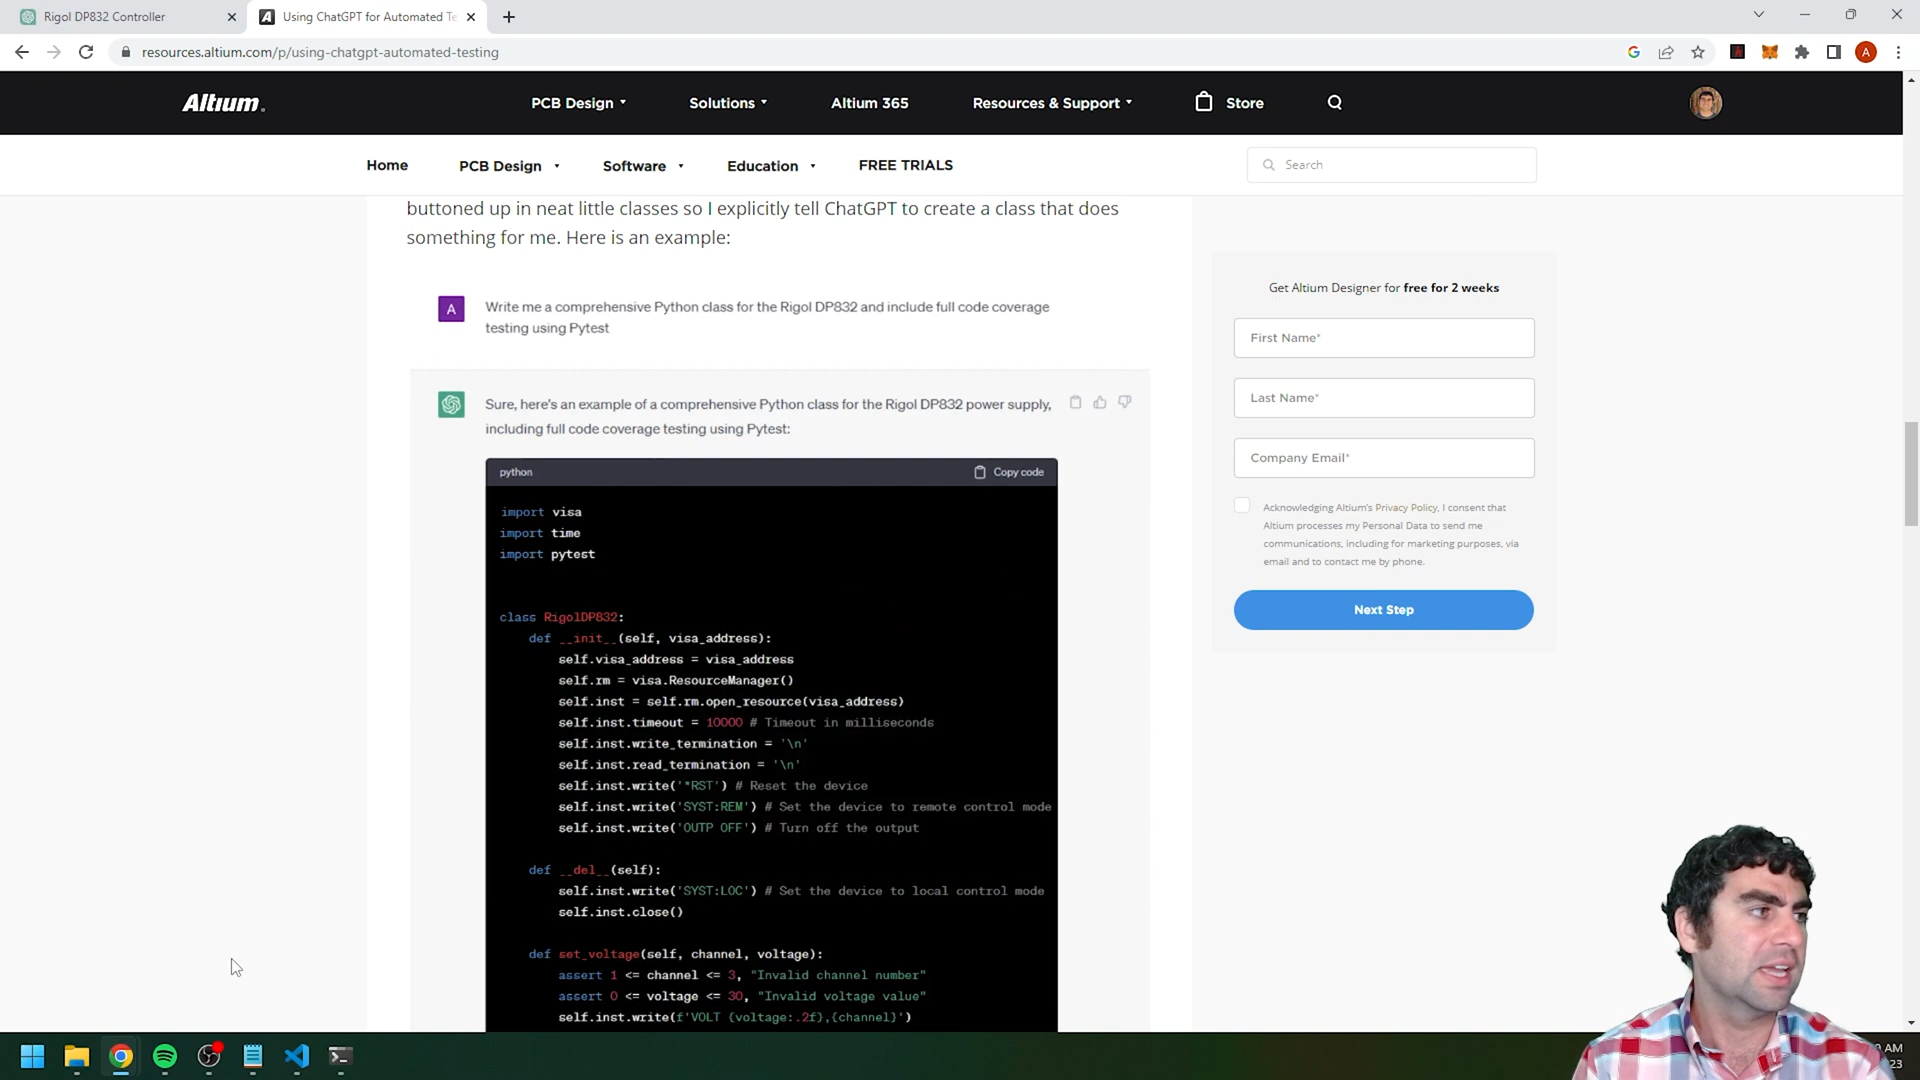 Rigol DP832 Controller
Using ChatGPT for Automated Te
resources.altium.com/p/using-chatgpt-automated-testing
A
Altium.
PCB Design
Solutions
Altium 365
Resources & Support
Store
Home
PCB Design
Software
Education
FREE TRIALS
Search
buttoned up in neat little classes so I explicitly tell ChatGPT to create a class that does
something for me. Here is an example:
A
Write me a comprehensive Python class for the Rigol DP832 and include full code coverage
testing using Pytest
Sure, here's an example of a comprehensive Python class for the Rigol DP832 power supply,
including full code coverage testing using Pytest:
python
Copy code
import visa
import time
import pytest
class RigolDP832:
def __init__(self, visa_address):
self.visa_address = visa_address
self.rm = visa.ResourceManager()
self.inst = self.rm.open_resource(visa_address)
self.inst.timeout = 10000 # Timeout in milliseconds
self.inst.write_termination = '\n'
self.inst.read_termination = '\n'
self.inst.write('*RST') # Reset the device
self.inst.write('SYST:REM') # Set the device to remote control mode
self.inst.write('OUTP OFF') # Turn off the output
def __del__(self):
self.inst.write('SYST:LOC') # Set the device to local control mode
self.inst.close()
def set_voltage(self, channel, voltage):
assert 1 <= channel <= 3, "Invalid channel number"
assert 0 <= voltage <= 30, "Invalid voltage value"
self.inst.write(f'VOLT {voltage:.2f},{channel}')
Get Altium Designer for free for 2 weeks
First Name*
Last Name*
Company Email*
Acknowledging Altium's Privacy Policy, I consent that
Altium processes my Personal Data to send me
communications, including for marketing purposes, via
email and to contact me by phone.
Next Step
AM
23